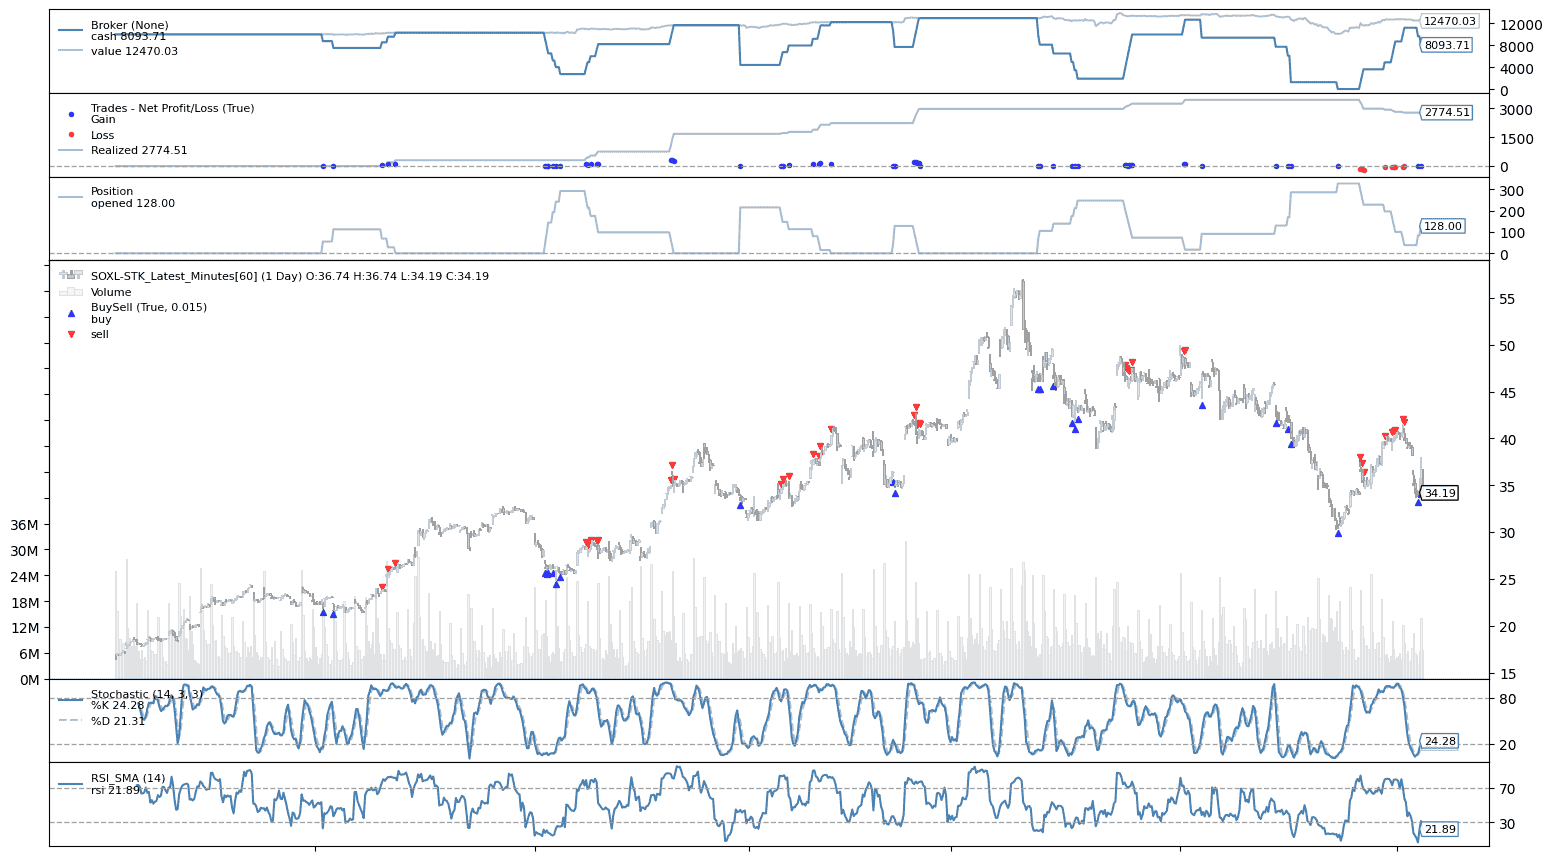 Broker (None)
cash 8093.71
value 12470.03
12470.03
8093.71
12000
8000
4000
0
Trades - Net Profit/Loss (True)
Gain
Loss
Realized 2774.51
2774.51
3000
1500
0
Position
opened 128.00
128.00
300
200
100
0
SOXL-STK_Latest_Minutes[60] (1 Day) O:36.74 H:36.74 L:34.19 C:34.19
Volume
BuySell (True, 0.015)
buy
sell
55
50
45
40
35
34.19
30
25
20
15
36M
30M
24M
18M
12M
6M
0M
Stochastic (14, 3, 3)
%K 24.28
%D 21.31
80
24.28
20
RSI_SMA (14)
rsi 21.89
70
30
21.89